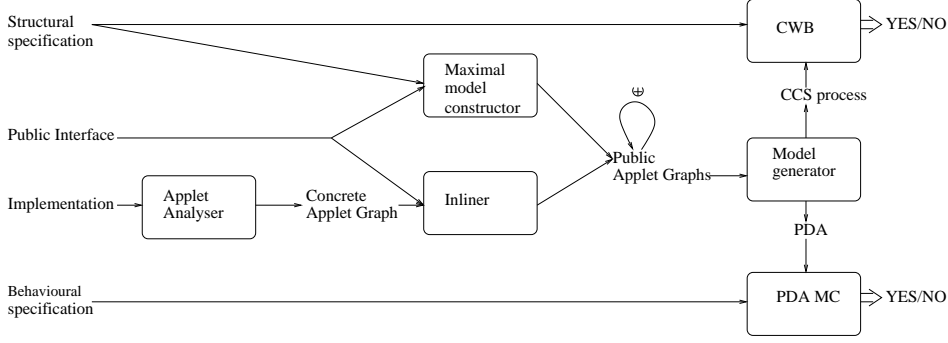 Structural
specification
CWB
YES/NO
Maximal
model
constructor
⊕
CCS process
Public Interface
Public
Applet Graphs
Model
generator
Implementation
Applet
Analyser
Concrete
Applet Graph
Inliner
PDA
Behavioural
specification
PDA MC
YES/NO